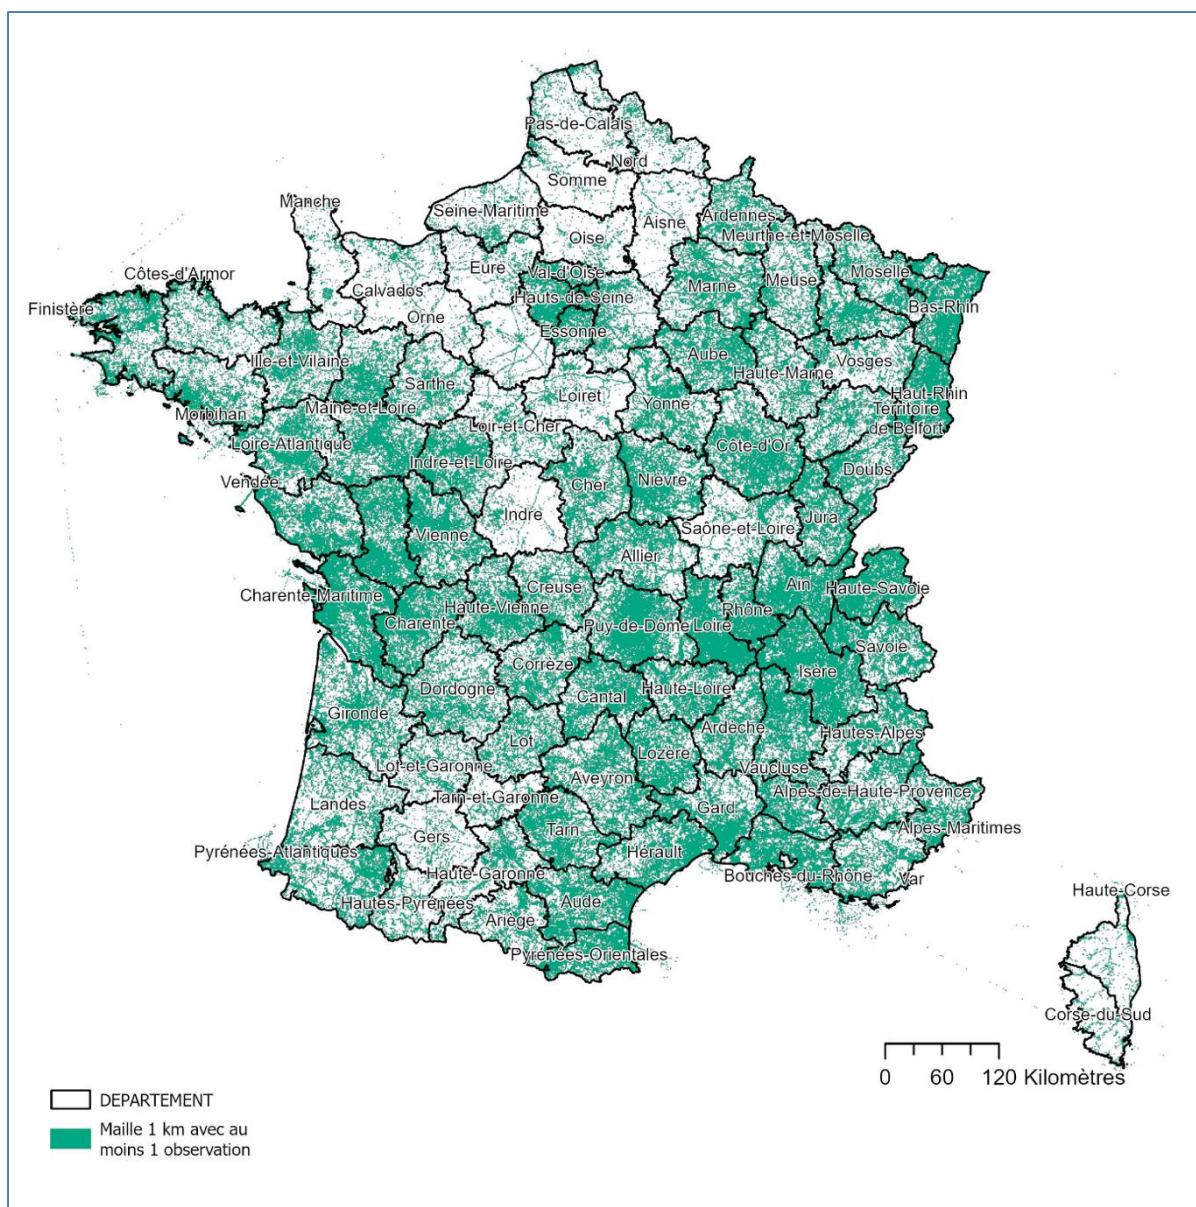 Pas-de-Calais
Nord
Somme
Manche
Seine-Maritime
Aisne
Ardennes
Oise
Meurthe-et-Moselle
Eure
Val-d'Oise
Moselle
Côtes-d'Armor
Calvados
Marne
Meuse
Hauts-de-Seine
Finistère
Bas-Rhin
Orne
Essonne
Ille-et-Vilaine
Aube
Vosges
Sarthe
Haute-Marne
Loiret
Haut-Rhin
Yonne
Maine-et-Loire
Morbihan
Territoire
de Belfort
Loir-et-Cher
Loire-Atlantique
Côte-d'Or
Indre-et-Loire
Doubs
Vendée
Cher
Nièvre
Indre
Jura
Vienne
Saône-et-Loire
Allier
Ain
Creuse
Haute-Savoie
Charente-Maritime
Haute-Vienne
Rhône
Charente
Puy-de-Dôme
Loire
Savoie
Corrèze
Isère
Dordogne
Haute-Loire
Cantal
Gironde
Ardèche
Hautes-Alpes
Lot
Lozère
Lot-et-Garonne
Vaucluse
Aveyron
Alpes-de-Haute-Provence
Tarn-et-Garonne
Landes
Gard
Alpes-Maritimes
Tarn
Gers
Pyrénées-Atlantiques
Hérault
Haute-Garonne
Bouches-du-Rhône
Var
Haute-Corse
Hautes-Pyrénées
Aude
Ariège
Pyrénées-Orientales
Corse-du-Sud
0 60 120 Kilomètres
DEPARTEMENT
Maille 1 km avec au
moins 1 observation